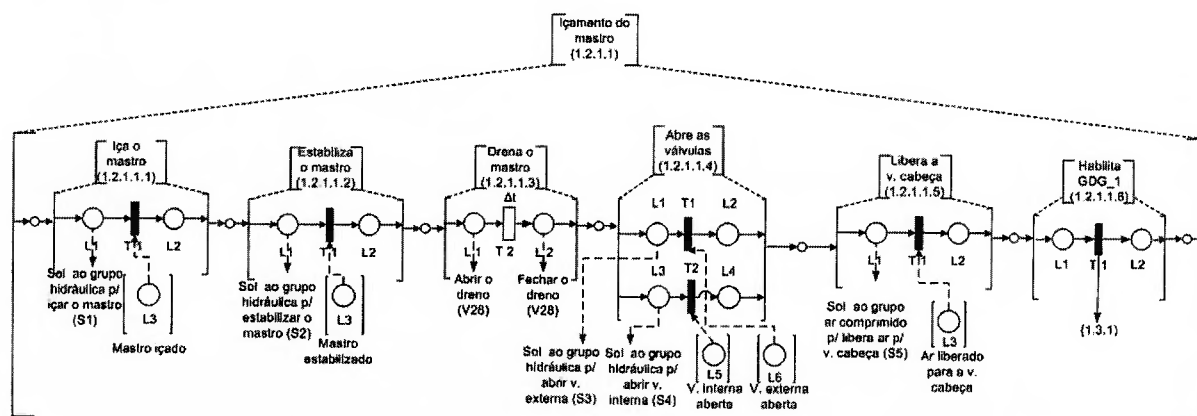 Içamento do
mastro
(1.2.1.1)
Iça o
mastro
(1.2.1.1.1)
L1
T1
L2
Sol ao grupo
hidráulica p/
içar o mastro
(S1)
L3
Mastro içado
Estabiliza
o mastro
(1.2.1.1.2)
L1
T1
L2
Sol ao grupo
hidráulica p/
estabilizar o
mastro (S2)
L3
Mastro
estabilizado
Drena o
mastro
(1.2.1.1.3)
Δt
L1
T2
L2
Abrir o
dreno
(V28)
Fechar o
dreno
(V28)
Abre as
válvulas
(1.2.1.1.4)
L1
T1
L2
L3
T2
L4
Sol ao grupo
hidráulica p/
abrir v.
externa (S3)
Sol ao grupo
hidráulica p/
abrir v.
interna (S4)
L5
V. interna
aberta
L6
V. externa
aberta
Libera a
v. cabeça
(1.2.1.1.5)
L1
T1
L2
Sol ao grupo
ar comprimido
p/ libera ar p/
v. cabeça (S5)
L3
Ar liberado
para a v.
cabeça
Habilita
GDG_1
(1.2.1.1.6)
L1
T1
L2
{1.3.1}